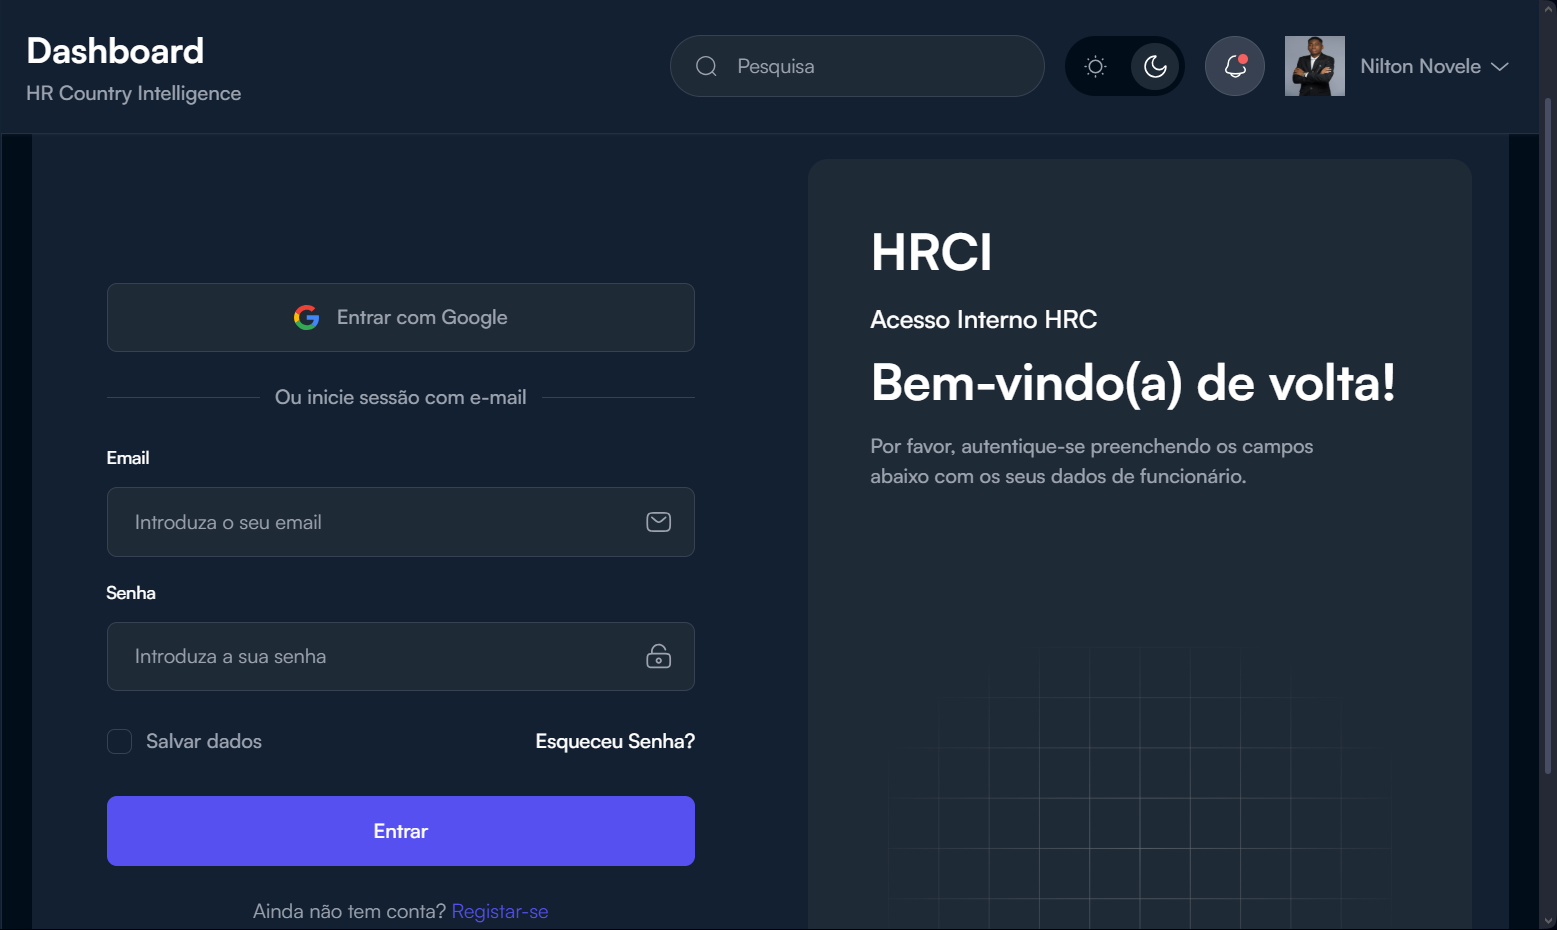 Dashboard
HR Country Intelligence
Pesquisa
Nilton Novele
Entrar com Google
Ou inicie sessão com e-mail
Email
Introduza o seu email
Senha
Introduza a sua senha
Salvar dados
Esqueceu Senha?
Entrar
Ainda não tem conta? Registar-se
HRCI
Acesso Interno HRC
Bem-vindo(a) de volta!
Por favor, autentique-se preenchendo os campos
abaixo com os seus dados de funcionário.